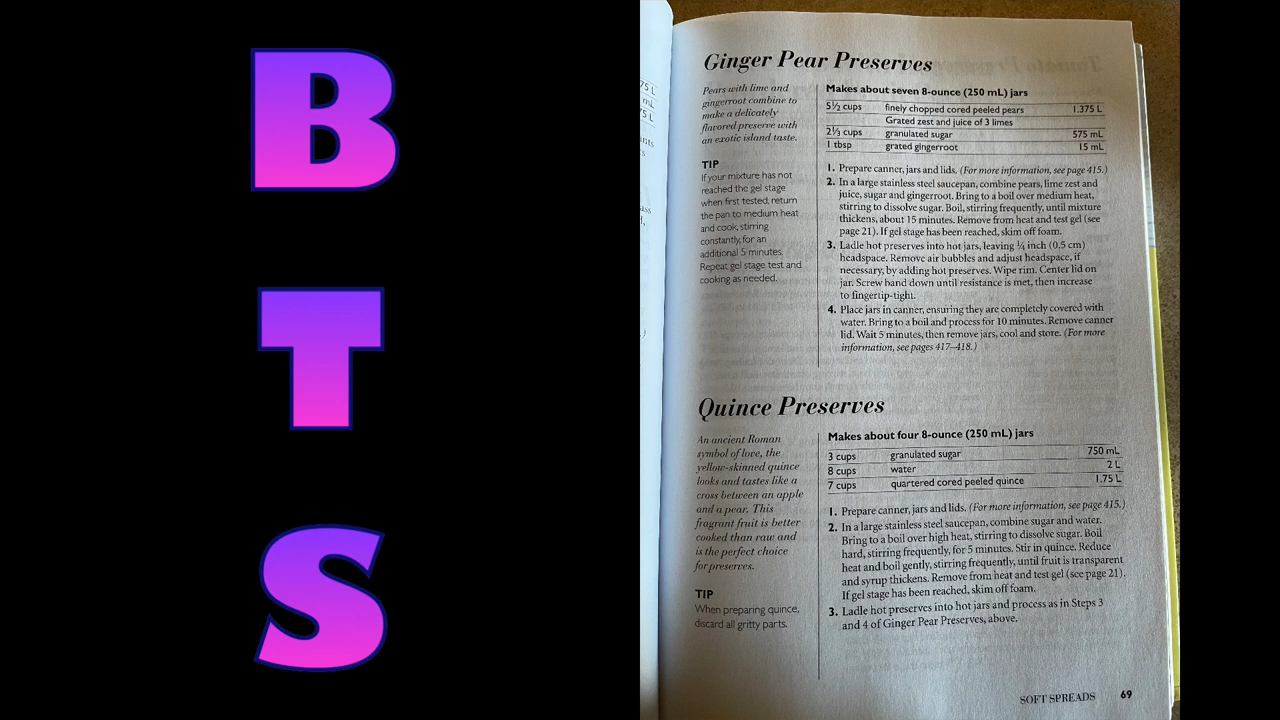 B
T
S
75 L
mL
5 L
Ginger Pear Preserves
Pears with lime and
gingerroot combine to
make a delicately
flavored preserve with
an exotic island taste.
TIP
If your mixture has not
reached the gel stage
when first tested, return
the pan to medium heat
and cook, stirring
constantly, for an
additional 5 minutes.
Repeat gel stage test and
cooking as needed.
Makes about seven 8-ounce (250 mL) jars
5½ cups finely chopped cored peeled pears 1.375 L
Grated zest and juice of 3 limes
2⅓ cups granulated sugar 575 mL
1 tbsp grated gingerroot 15 mL
1. Prepare canner, jars and lids. (For more information, see page 415.)
2. In a large stainless steel saucepan, combine pears, lime zest and
juice, sugar and gingerroot. Bring to a boil over medium heat,
stirring to dissolve sugar. Boil, stirring frequently, until mixture
thickens, about 15 minutes. Remove from heat and test gel (see
page 21). If gel stage has been reached, skim off foam.
3. Ladle hot preserves into hot jars, leaving ¼ inch (0.5 cm)
headspace. Remove air bubbles and adjust headspace, if
necessary, by adding hot preserves. Wipe rim. Center lid on
jar. Screw band down until resistance is met, then increase
to fingertip-tight.
4. Place jars in canner, ensuring they are completely covered with
water. Bring to a boil and process for 10 minutes. Remove canner
lid. Wait 5 minutes, then remove jars, cool and store. (For more
information, see pages 417–418.)
Quince Preserves
An ancient Roman
symbol of love, the
yellow-skinned quince
looks and tastes like a
cross between an apple
and a pear. This
fragrant fruit is better
cooked than raw and
is the perfect choice
for preserves.
TIP
When preparing quince,
discard all gritty parts.
Makes about four 8-ounce (250 mL) jars
3 cups granulated sugar 750 mL
8 cups water 2 L
7 cups quartered cored peeled quince 1.75 L
1. Prepare canner, jars and lids. (For more information, see page 415.)
2. In a large stainless steel saucepan, combine sugar and water.
Bring to a boil over high heat, stirring to dissolve sugar. Boil
hard, stirring frequently, for 5 minutes. Stir in quince. Reduce
heat and boil gently, stirring frequently, until fruit is transparent
and syrup thickens. Remove from heat and test gel (see page 21).
If gel stage has been reached, skim off foam.
3. Ladle hot preserves into hot jars and process as in Steps 3
and 4 of Ginger Pear Preserves, above.
SOFT SPREADS 69